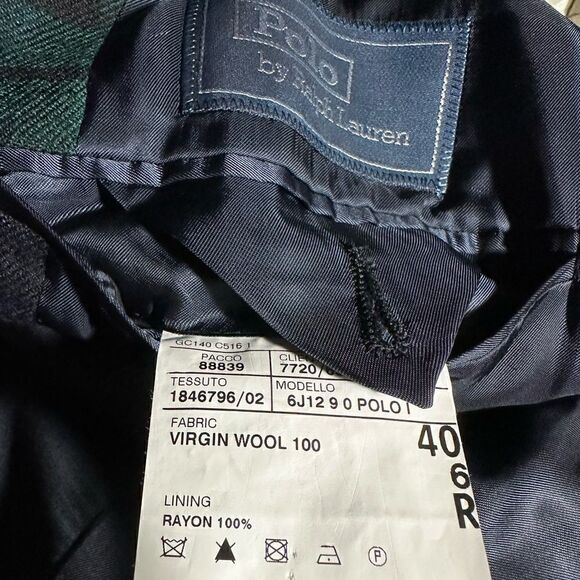 Polo
by Ralph Lauren
GC140 C516 1
PACCO
88839
7720/
TESSUTO
1846796/02
MODELLO
6J12 9 0 POLO I
FABRIC
VIRGIN WOOL 100
40
6
R
LINING
RAYON 100%
P